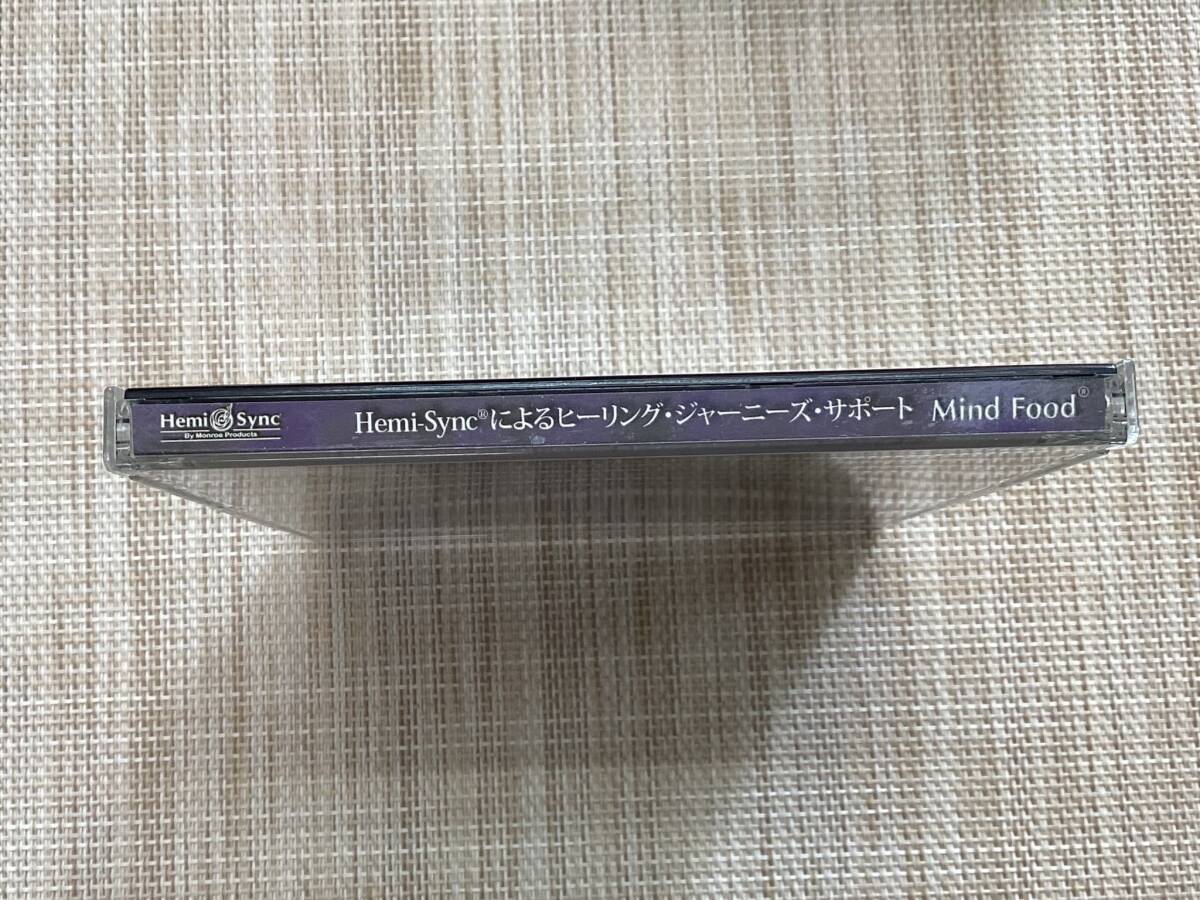 Hemi Sync
By Monroe Products
Hemi-Sync®によるヒーリング・ジャーニーズ・サポート Mind Food®